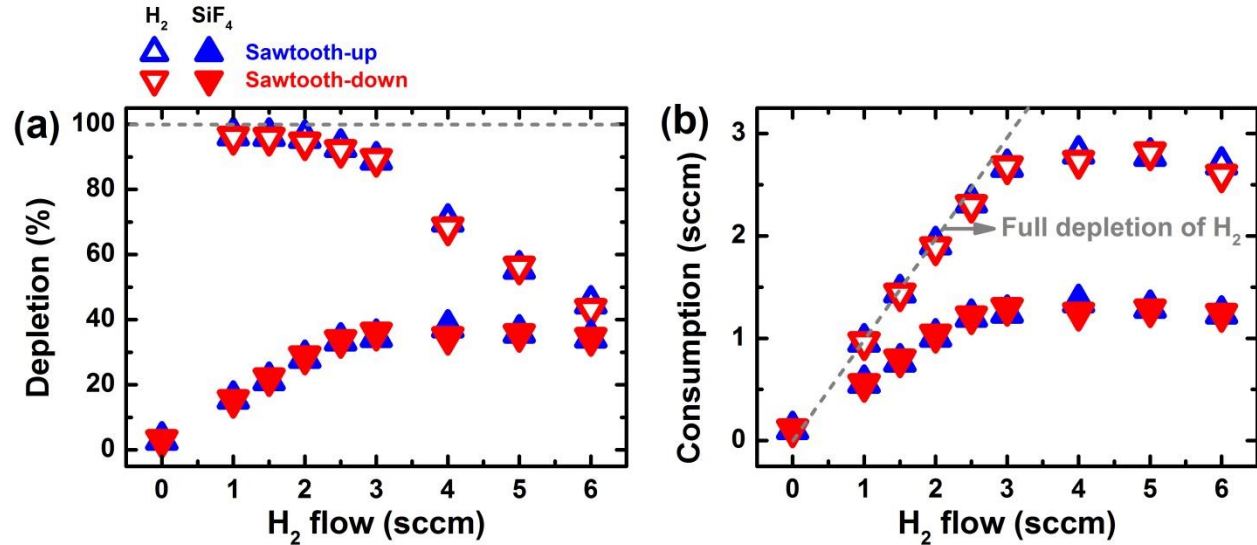 H₂ SiF₄
Sawtooth-up
Sawtooth-down
(a)
100
80
60
40
20
0
Depletion (%)
0 1 2 3 4 5 6
H₂ flow (sccm)
(b)
3
2
1
0
Consumption (sccm)
Full depletion of H₂
0 1 2 3 4 5 6
H₂ flow (sccm)